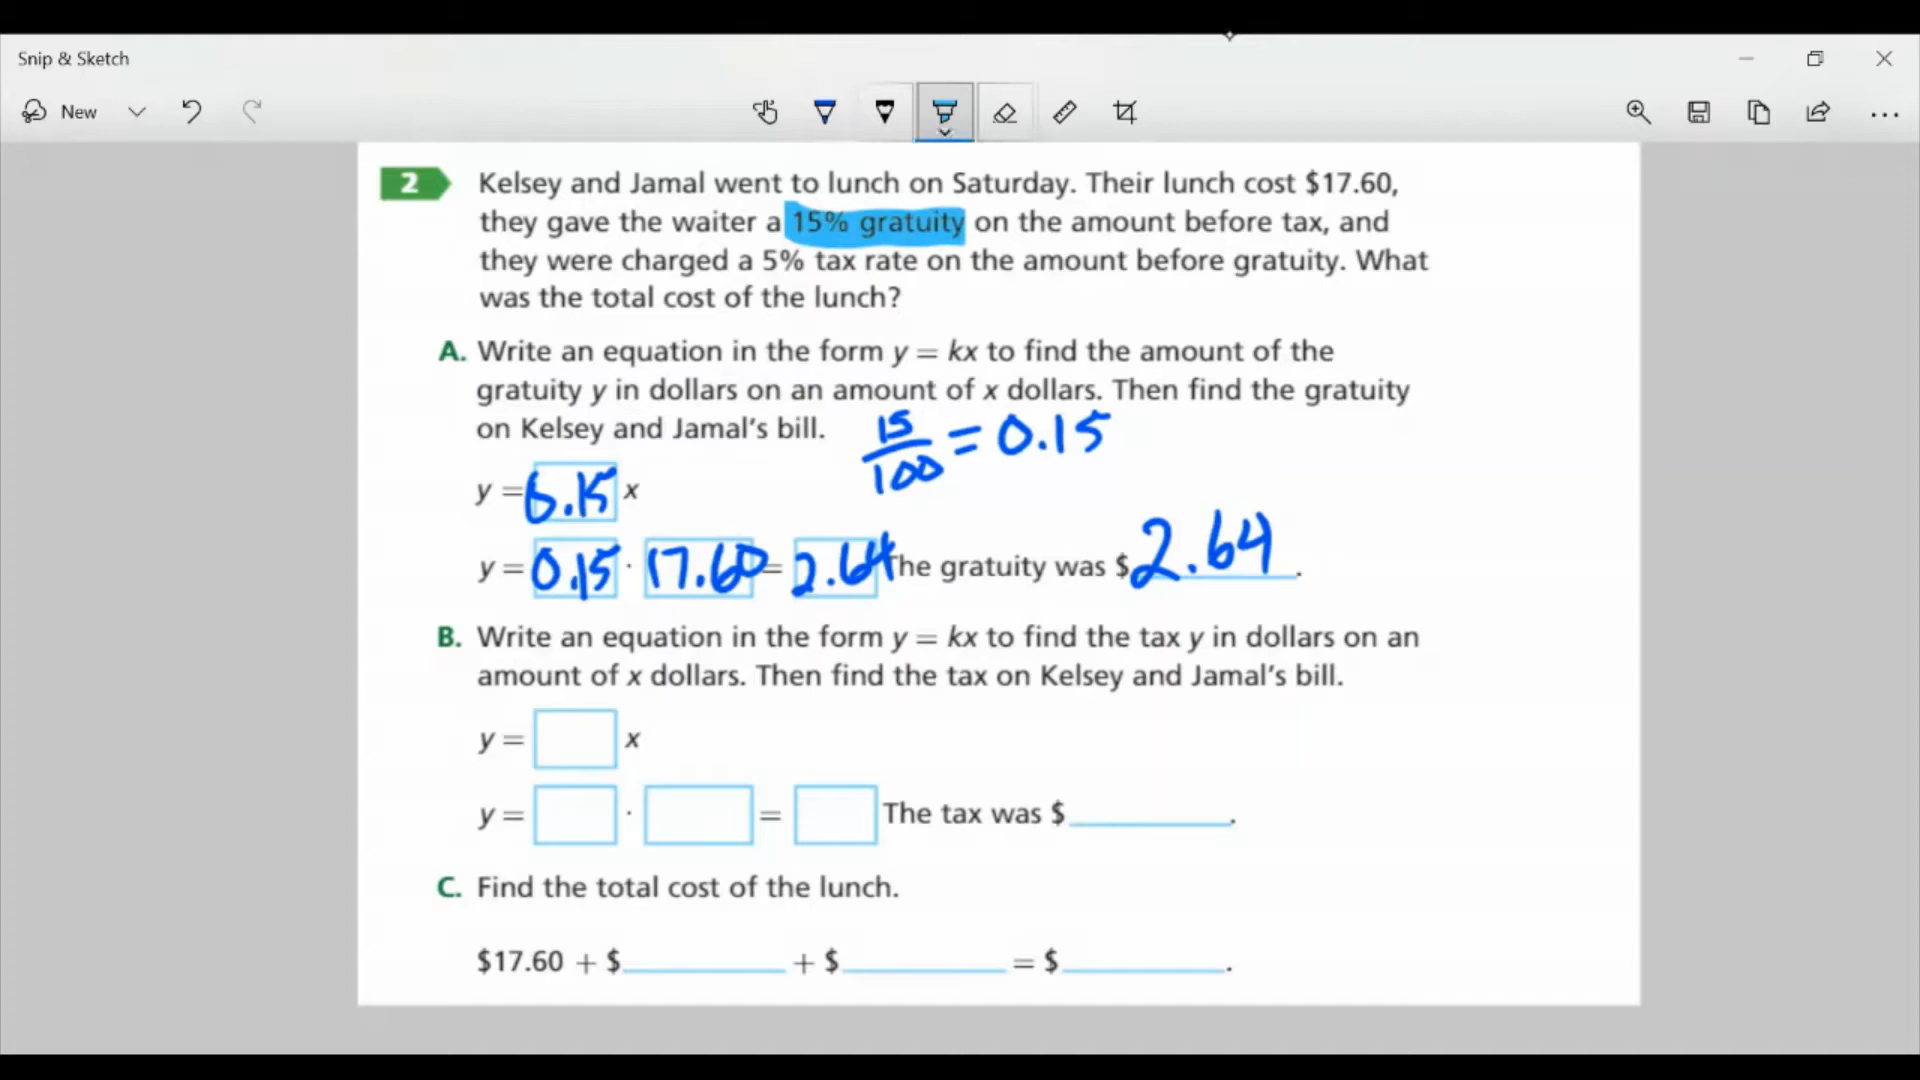 Snip & Sketch
New
2 Kelsey and Jamal went to lunch on Saturday. Their lunch cost $17.60,
they gave the waiter a 15% gratuity on the amount before tax, and
they were charged a 5% tax rate on the amount before gratuity. What
was the total cost of the lunch?
A. Write an equation in the form y = kx to find the amount of the
gratuity y in dollars on an amount of x dollars. Then find the gratuity
on Kelsey and Jamal's bill. 15/100 = 0.15
y = 0.15 x
y = 0.15 · 17.60 = 2.64 The gratuity was $2.64.
B. Write an equation in the form y = kx to find the tax y in dollars on an
amount of x dollars. Then find the tax on Kelsey and Jamal's bill.
y = x
y = · = The tax was $ .
C. Find the total cost of the lunch.
$17.60 + $ + $ = $ .